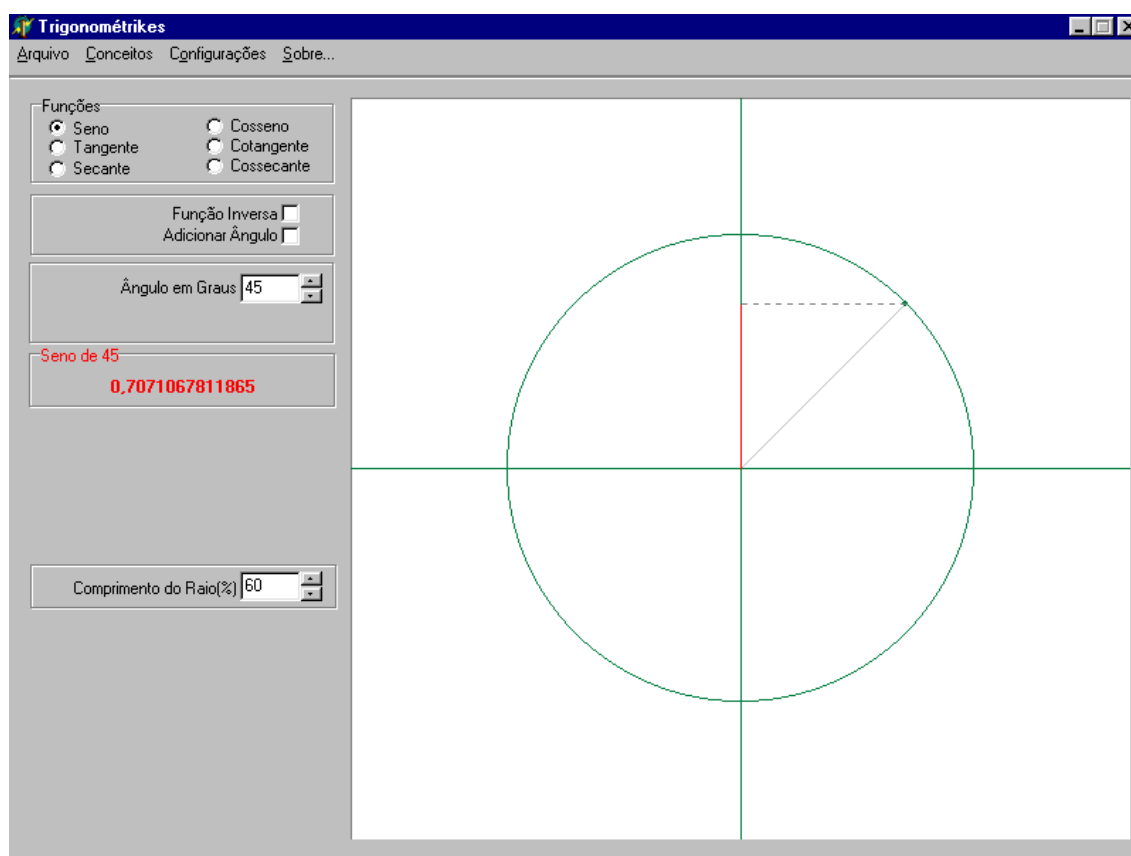 Trigonométrikes
Arquivo Conceitos Configurações Sobre...
Funções
Seno Cosseno
Tangente Cotangente
Secante Cossecante
Função Inversa
Adicionar Ângulo
Ângulo em Graus 45
Seno de 45
0,7071067811865
Comprimento do Raio(%) 60